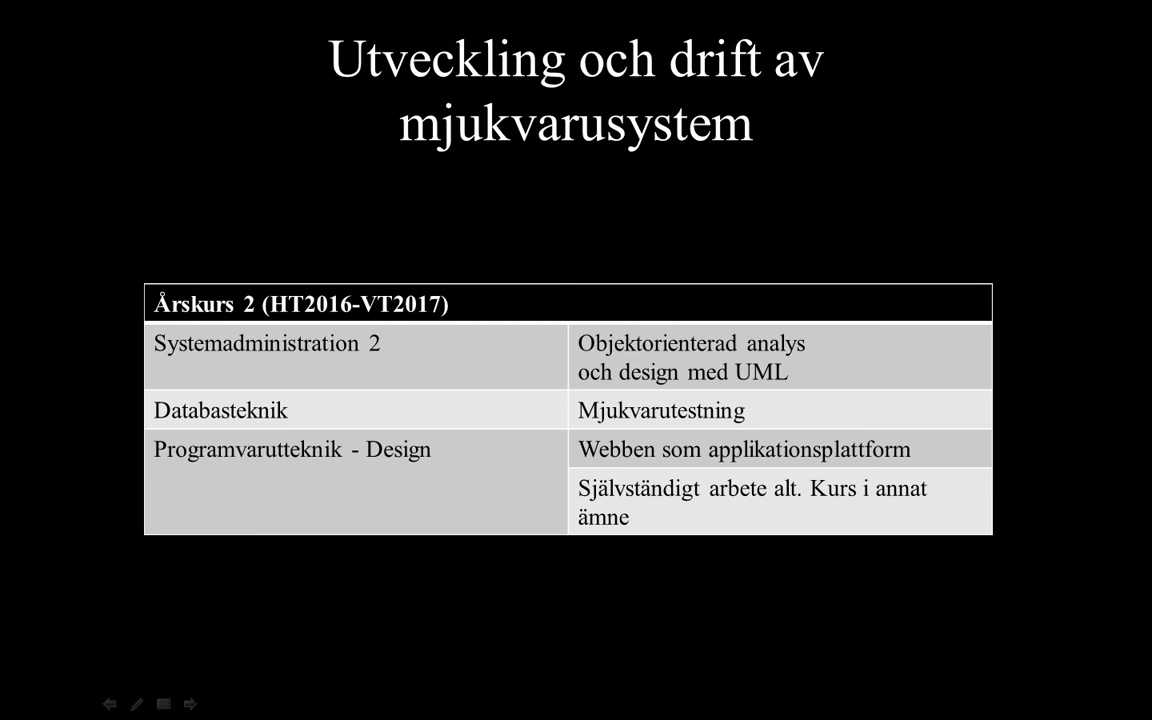 Utveckling och drift av
mjukvarusystem
Årskurs 2 (HT2016-VT2017)
Systemadministration 2
Objektorienterad analys
och design med UML
Databasteknik
Mjukvarutestning
Programvarutteknik - Design
Webben som applikationsplattform
Självständigt arbete alt. Kurs i annat
ämne